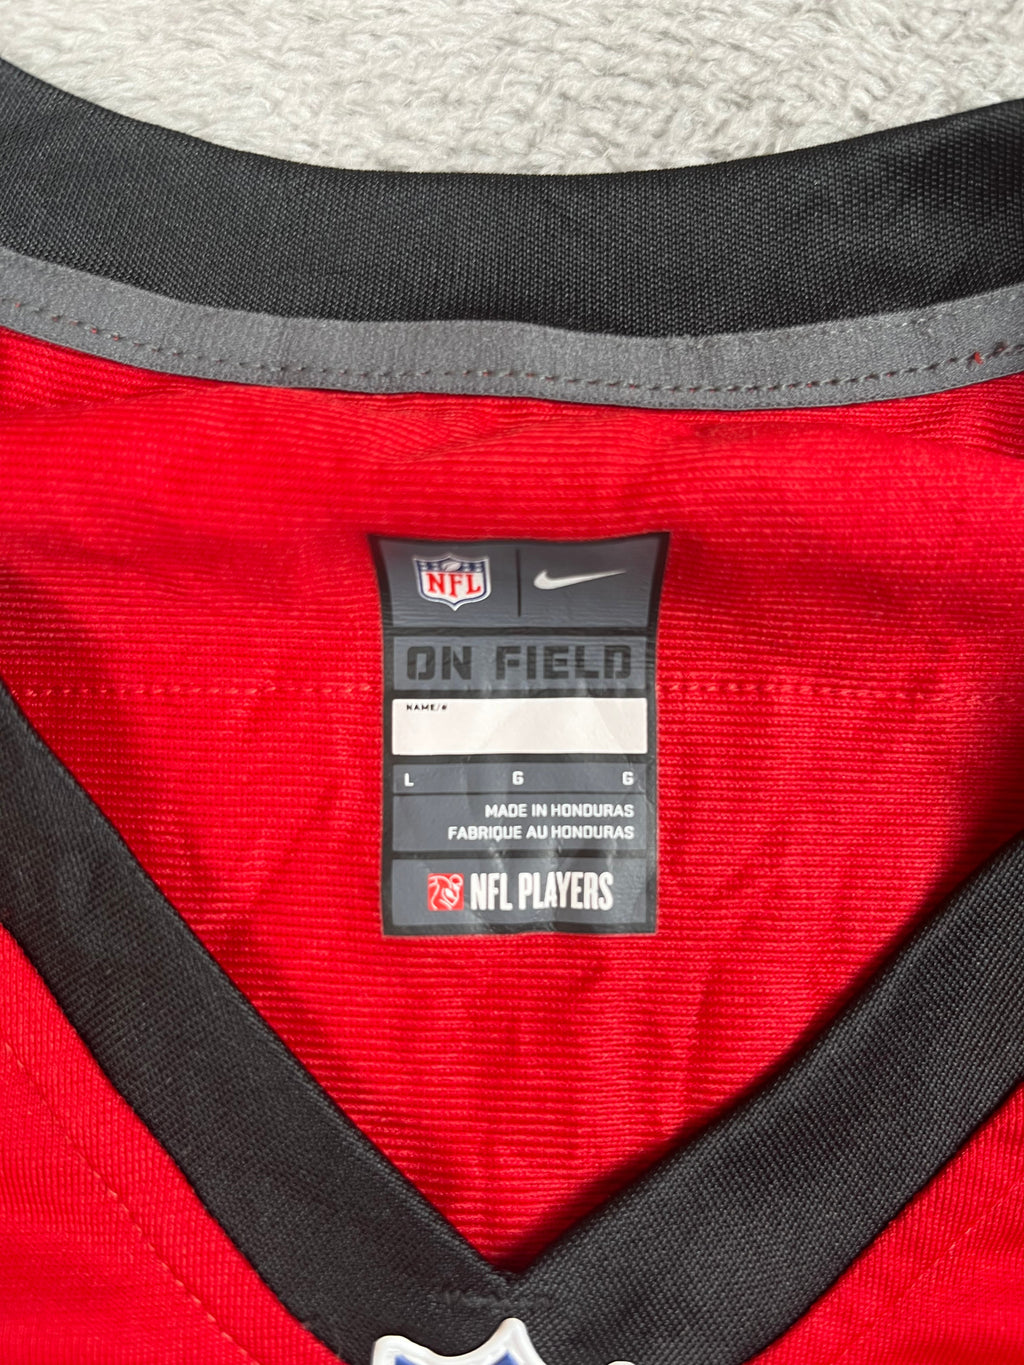 NFL
ON FIELD
NAME/#
L G G
MADE IN HONDURAS
FABRIQUE AU HONDURAS
NFL PLAYERS